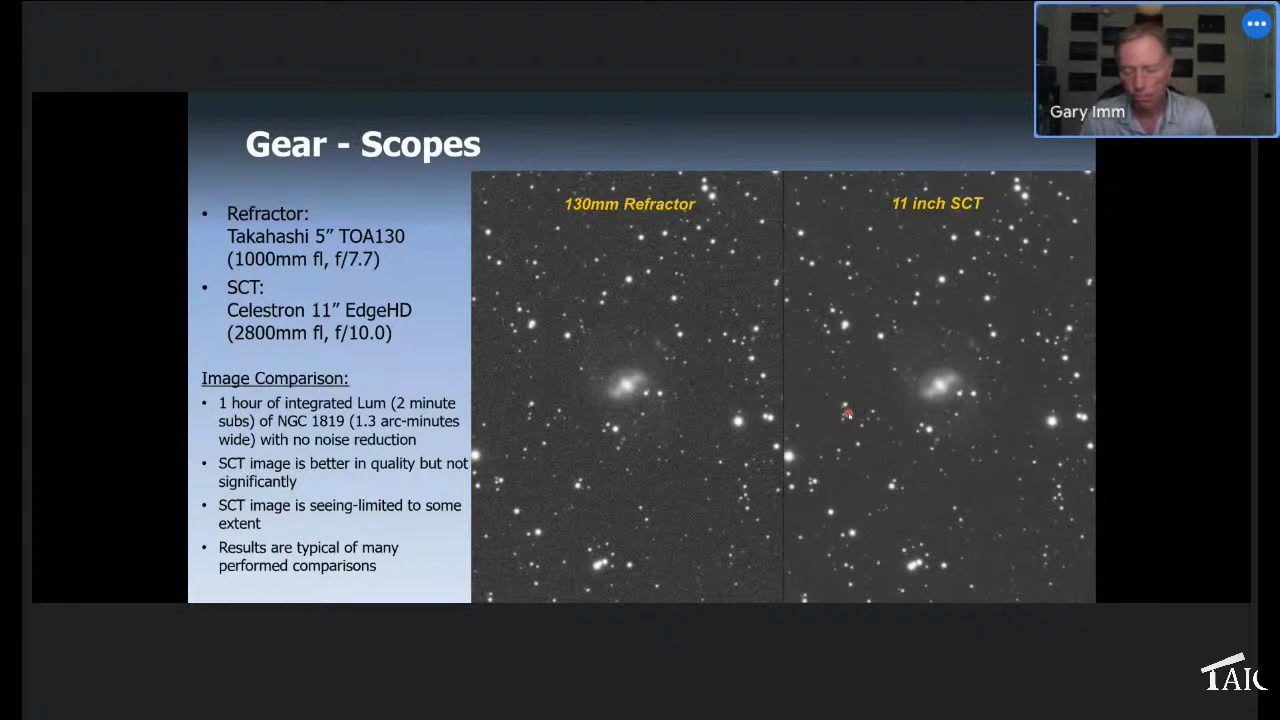 Gear - Scopes
• Refractor:
Takahashi 5” TOA130
(1000mm fl, f/7.7)
• SCT:
Celestron 11” EdgeHD
(2800mm fl, f/10.0)
Image Comparison:
• 1 hour of integrated Lum (2 minute
subs) of NGC 1819 (1.3 arc-minutes
wide) with no noise reduction
• SCT image is better in quality but not
significantly
• SCT image is seeing-limited to some
extent
• Results are typical of many
performed comparisons
130mm Refractor
11 inch SCT
Gary Imm
TAIC